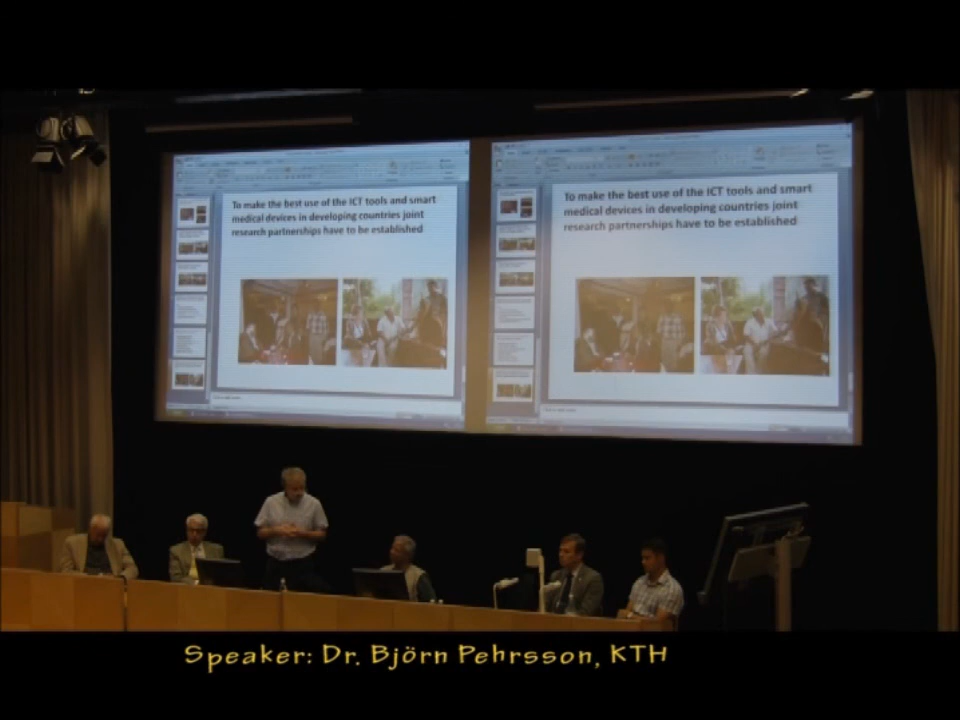 To make the best use of the ICT tools and smart
medical devices in developing countries joint
research partnerships have to be established
To make the best use of the ICT tools and smart
medical devices in developing countries joint
research partnerships have to be established
Speaker: Dr. Björn Pehrsson, KTH